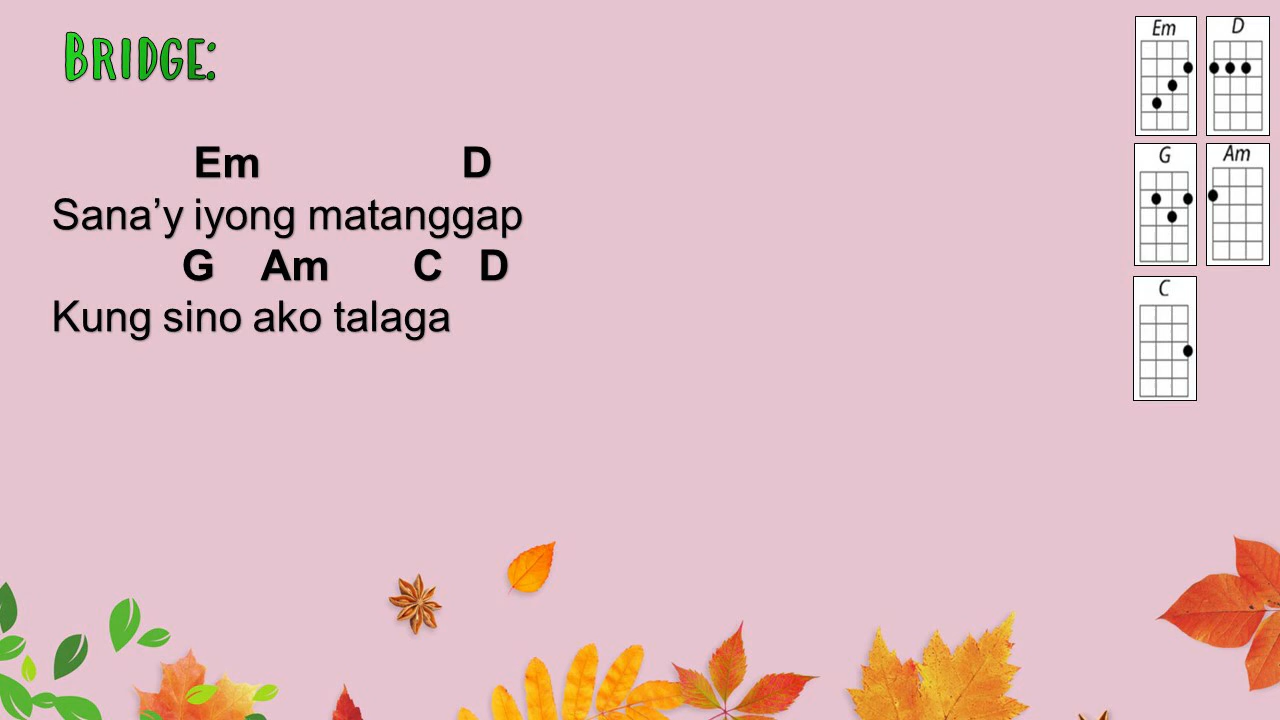 BRIDGE:
Em D
Sana’y iyong matanggap
G Am C D
Kung sino ako talaga
Em D
G Am
C